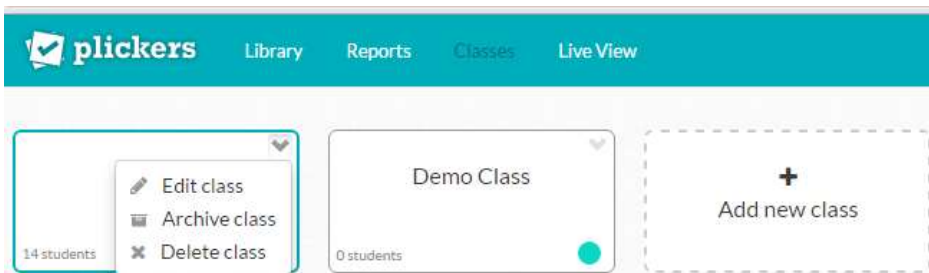 plickers Library Reports Classes Live View
Edit class
Archive class
14 students Delete class
Demo Class
0 students
+
Add new class